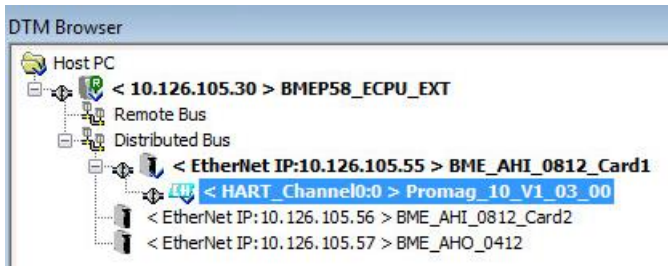 DTM Browser
Host PC
< 10.126.105.30 > BMEP58_ECPU_EXT
Remote Bus
Distributed Bus
< EtherNet IP:10.126.105.55 > BME_AHI_0812_Card1
< HART_Channel0:0 > Promag_10_V1_03_00
< EtherNet IP:10.126.105.56 > BME_AHI_0812_Card2
< EtherNet IP:10.126.105.57 > BME_AHO_0412